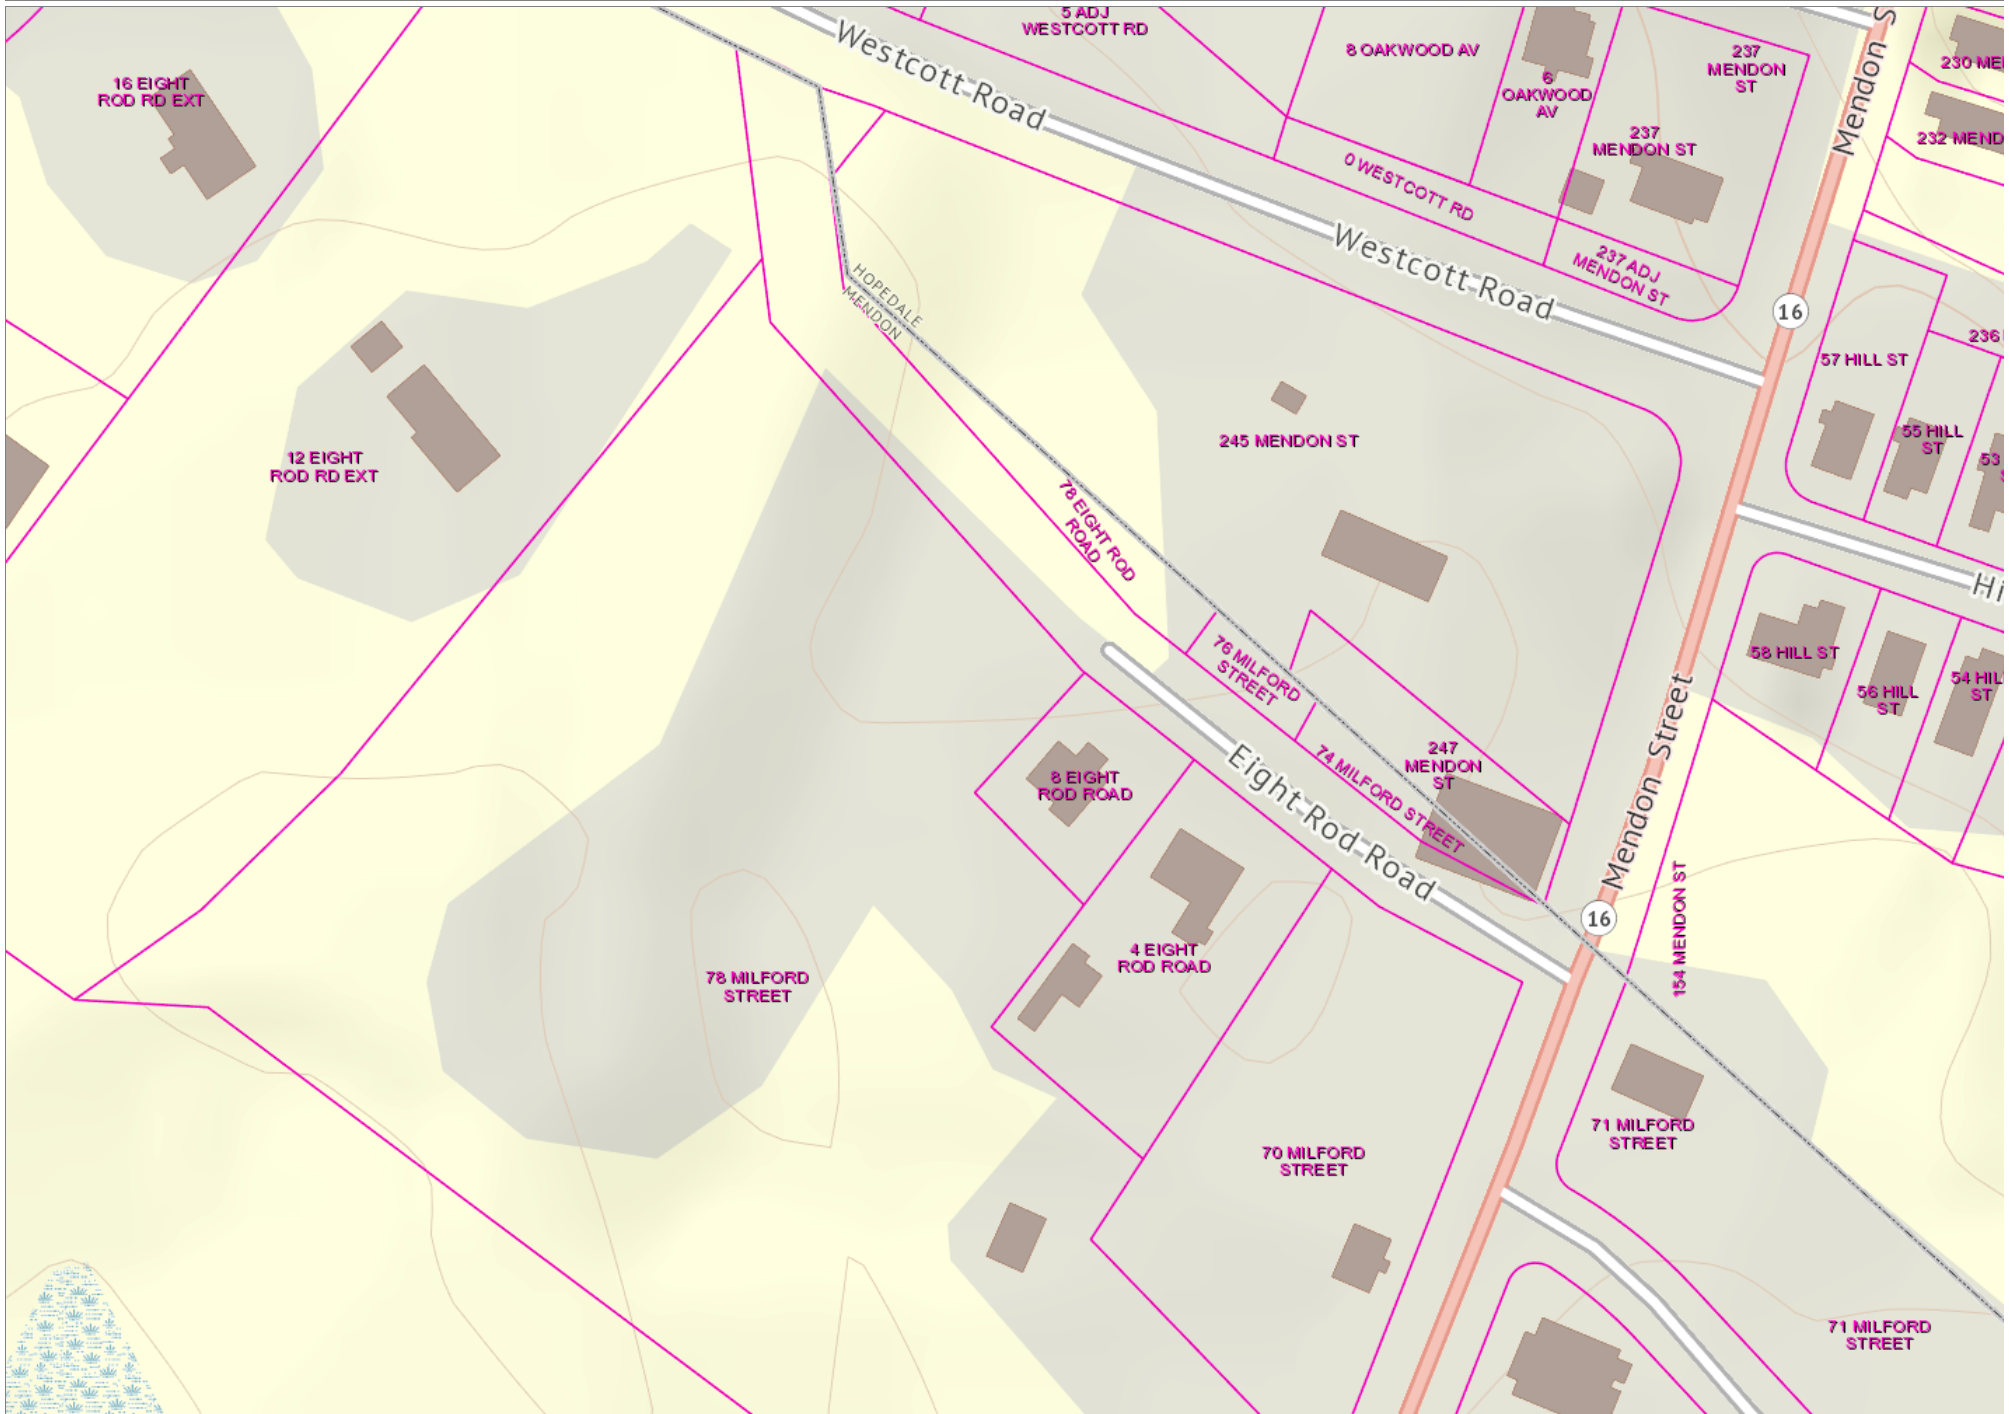 5 ADJ
WESTCOTT RD
8 OAKWOOD AV
6
OAKWOOD
AV
237
MENDON
ST
Mendon S
230 ME
16 EIGHT
ROD RD EXT
Westcott Road
237
MENDON ST
232 MEND
0 WESTCOTT RD
237 ADJ
MENDON ST
Westcott Road
HOPEDALE
MENDON
16
57 HILL ST
236
245 MENDON ST
55 HILL
ST
53
12 EIGHT
ROD RD EXT
78 EIGHT ROD
ROAD
Hi
76 MILFORD
STREET
58 HILL ST
56 HILL
ST
54 HIL
ST
247
MENDON
ST
74 MILFORD STREET
Mendon Street
8 EIGHT
ROD ROAD
Eight Rod Road
16
154 MENDON ST
4 EIGHT
ROD ROAD
78 MILFORD
STREET
71 MILFORD
STREET
70 MILFORD
STREET
71 MILFORD
STREET